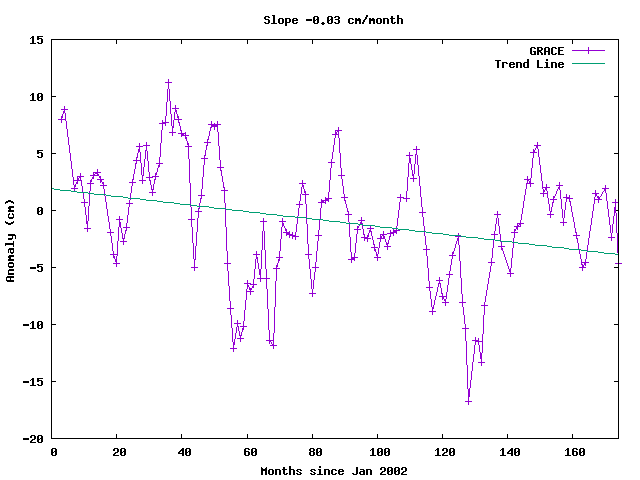 Slope -0.03 cm/month
15
GRACE
Trend Line
10
5
0
-5
-10
-15
-20
Anomaly (cm)
0 20 40 60 80 100 120 140 160
Months since Jan 2002